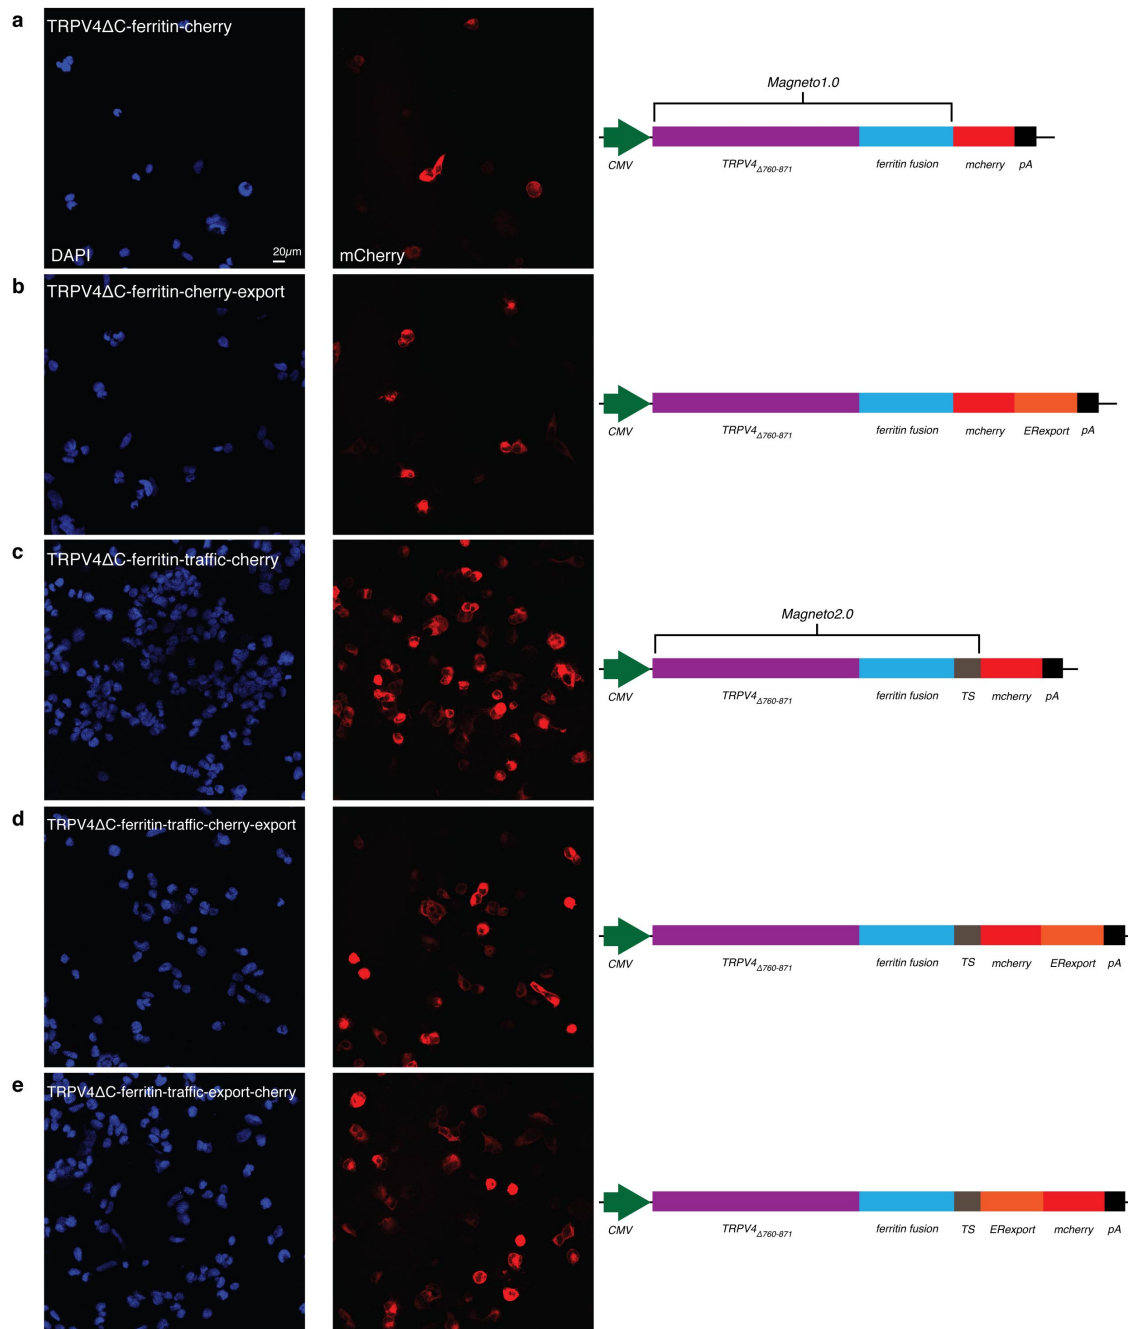 a
TRPV4ΔC-ferritin-cherry
DAPI
20µm
mCherry
Magneto1.0
CMV
TRPV4Δ760-871
ferritin fusion
mcherry
pA
b
TRPV4ΔC-ferritin-cherry-export
CMV
TRPV4Δ760-871
ferritin fusion
mcherry
ERexport
pA
c
TRPV4ΔC-ferritin-traffic-cherry
Magneto2.0
CMV
TRPV4Δ760-871
ferritin fusion
TS
mcherry
pA
d
TRPV4ΔC-ferritin-traffic-cherry-export
CMV
TRPV4Δ760-871
ferritin fusion
TS
mcherry
ERexport
pA
e
TRPV4ΔC-ferritin-traffic-export-cherry
CMV
TRPV4Δ760-871
ferritin fusion
TS
ERexport
mcherry
pA